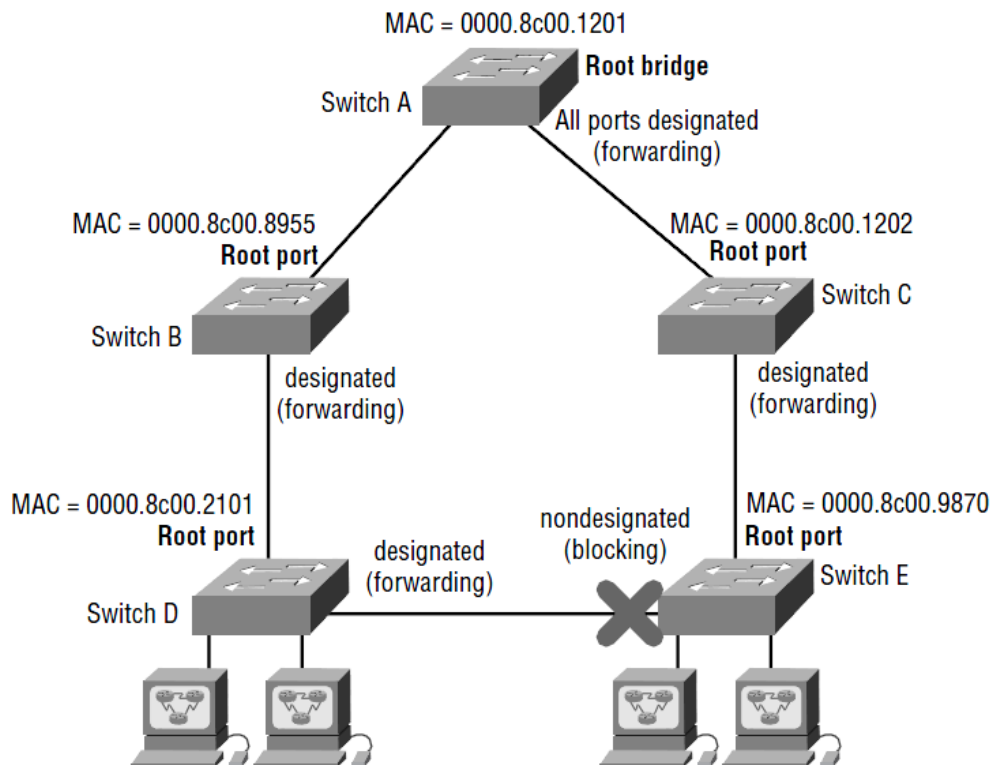 MAC = 0000.8c00.1201
Root bridge
Switch A
All ports designated
(forwarding)
MAC = 0000.8c00.8955
Root port
MAC = 0000.8c00.1202
Root port
Switch B
Switch C
designated
(forwarding)
designated
(forwarding)
MAC = 0000.8c00.2101
Root port
MAC = 0000.8c00.9870
Root port
nondesignated
(blocking)
designated
(forwarding)
Switch D
Switch E